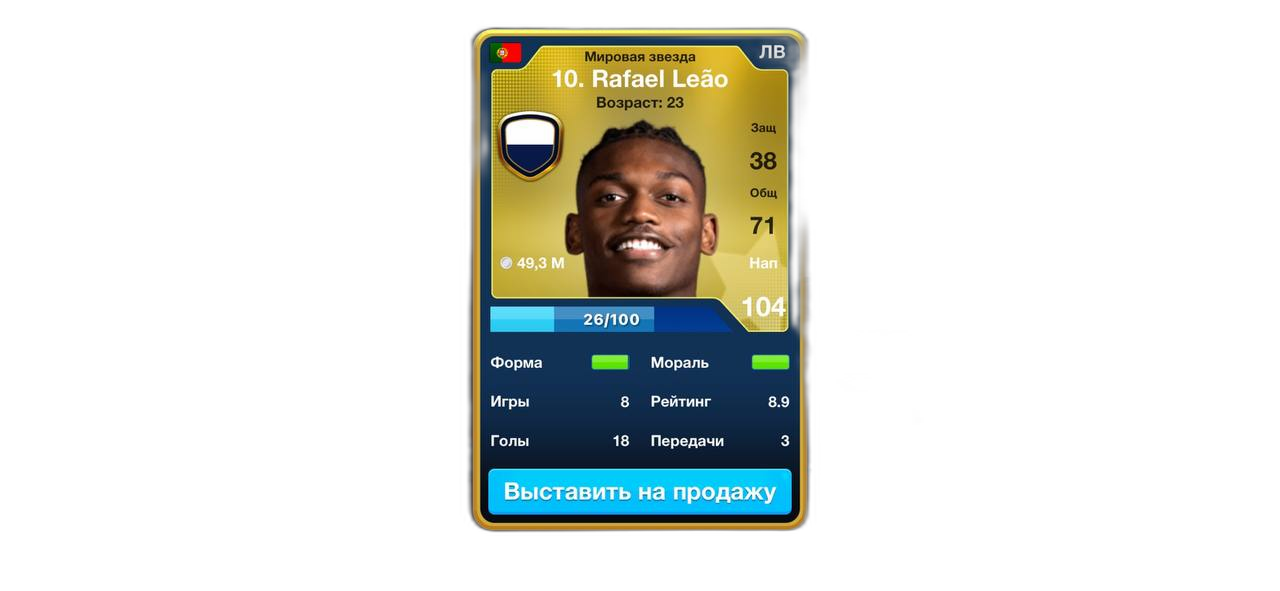 Мировая звезда
ЛВ
10. Rafael Leão
Возраст: 23
Защ
38
Общ
71
49,3 M
Нап
104
26/100
Форма
Мораль
Игры 8
Рейтинг 8.9
Голы 18
Передачи 3
Выставить на продажу